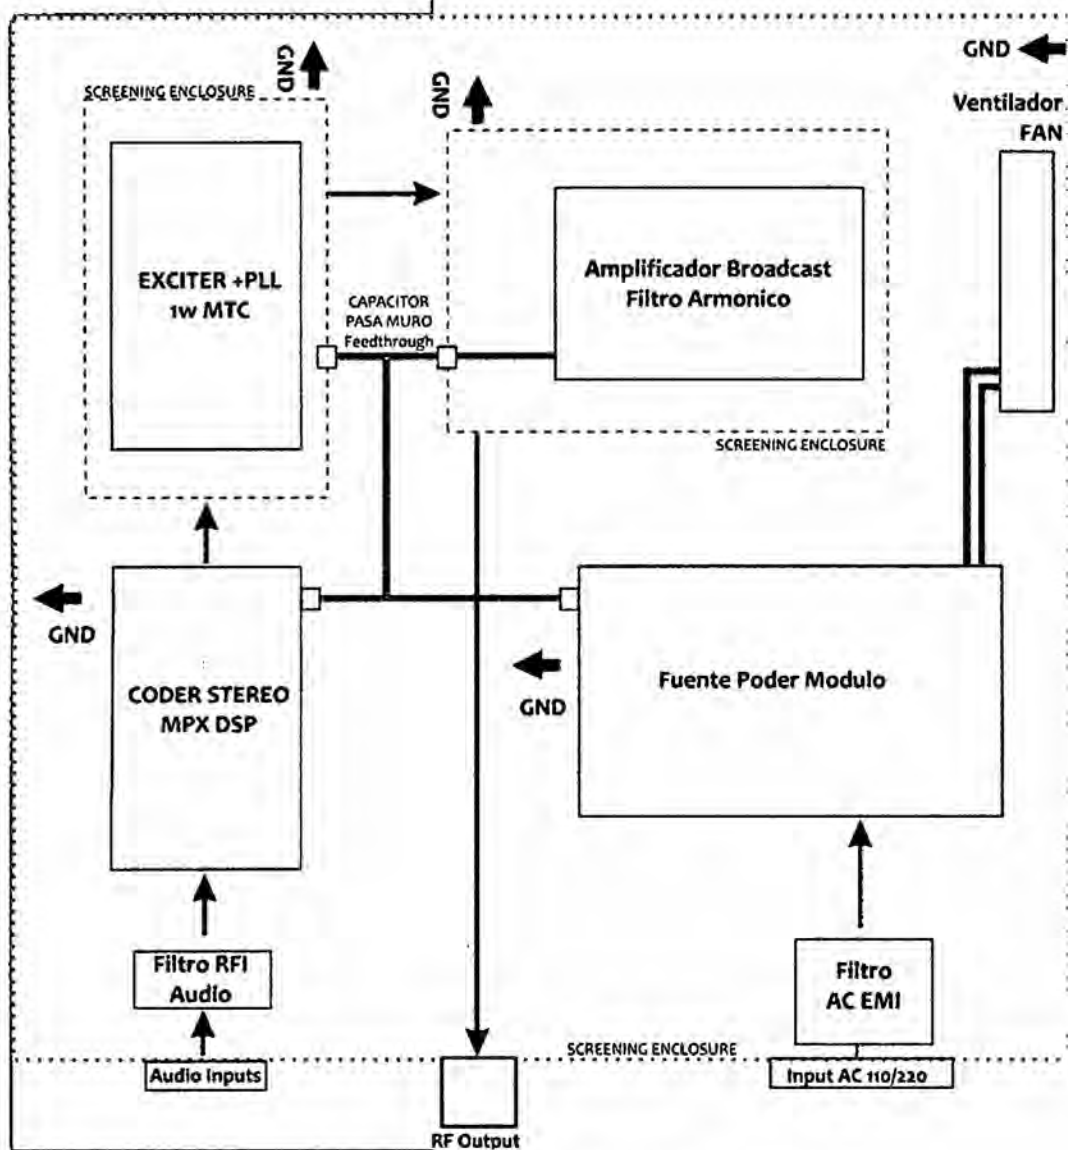 GND
GND
GND
SCREENING ENCLOSURE
Ventilador
FAN
EXCITER +PLL
1w MTC
CAPACITOR
PASA MURO
Feedthrough
Amplificador Broadcast
Filtro Armonico
SCREENING ENCLOSURE
GND
CODER STEREO
MPX DSP
GND
Fuente Poder Modulo
Filtro RFI
Audio
Filtro
AC EMI
SCREENING ENCLOSURE
Audio Inputs
Input AC 110/220
RF Output